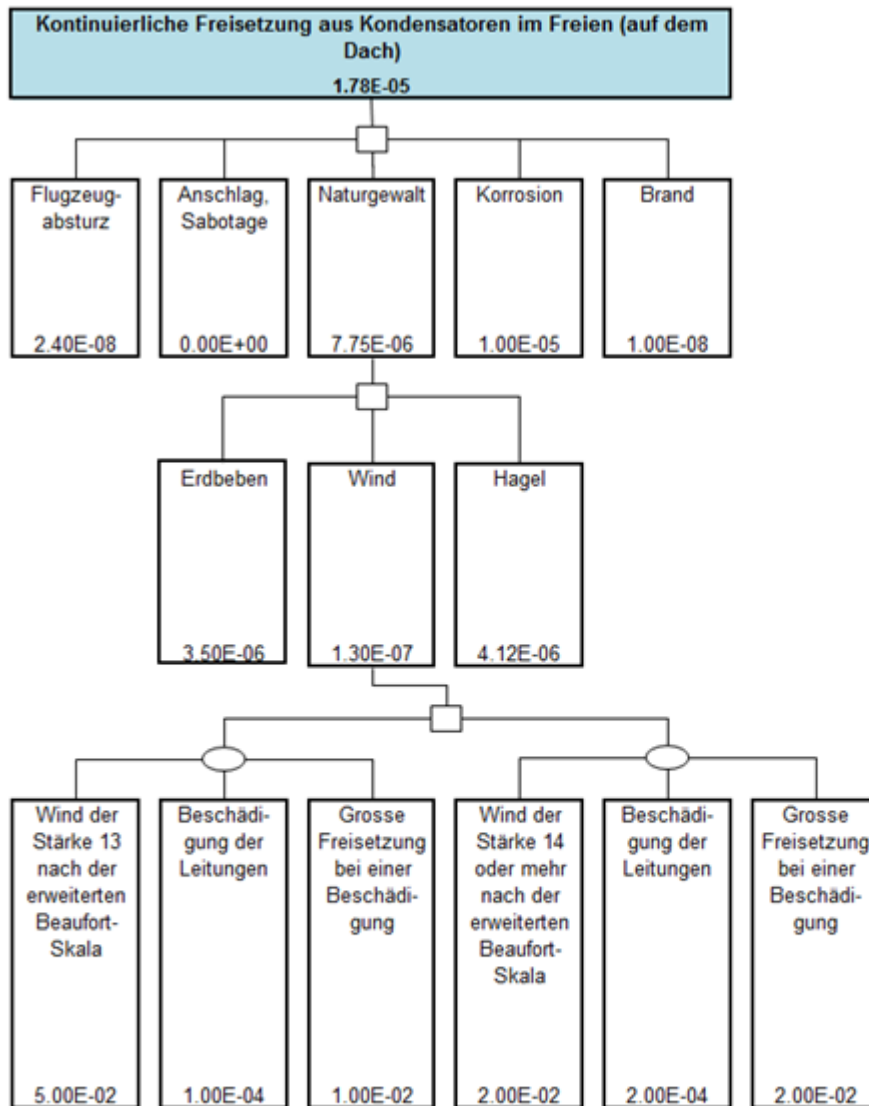 Kontinuierliche Freisetzung aus Kondensatoren im Freien (auf dem
Dach)
1.78E-05
Flugzeug-
absturz
2.40E-08
Anschlag,
Sabotage
0.00E+00
Naturgewalt
7.75E-06
Korrosion
1.00E-05
Brand
1.00E-08
Erdbeben
3.50E-06
Wind
1.30E-07
Hagel
4.12E-06
Wind der
Stärke 13
nach der
erweiterten
Beaufort-
Skala
5.00E-02
Beschädi-
gung der
Leitungen
1.00E-04
Grosse
Freisetzung
bei einer
Beschädi-
gung
1.00E-02
Wind der
Stärke 14
oder mehr
nach der
erweiterten
Beaufort-
Skala
2.00E-02
Beschädi-
gung der
Leitungen
2.00E-04
Grosse
Freisetzung
bei einer
Beschädi-
gung
2.00E-02